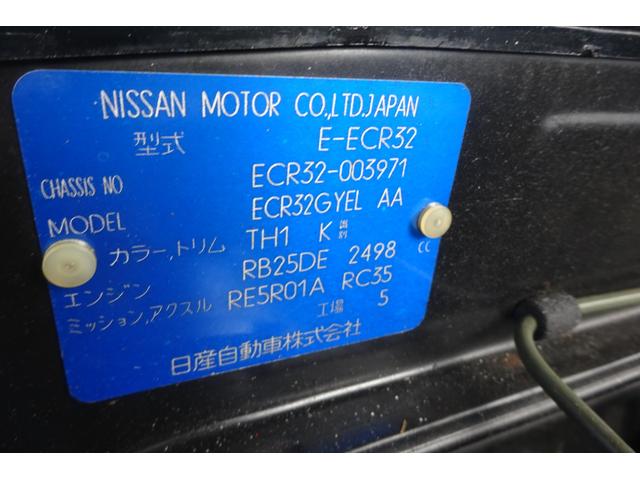 NISSAN MOTOR CO.,LTD.JAPAN
型式 E-ECR32
CHASSIS NO ECR32-003971
MODEL ECR32GYEL AA
カラー,トリム TH1 K 識別
エンジン RB25DE 2498 CC
ミッション,アクスル RE5R01A RC35
工場 5
日産自動車株式会社